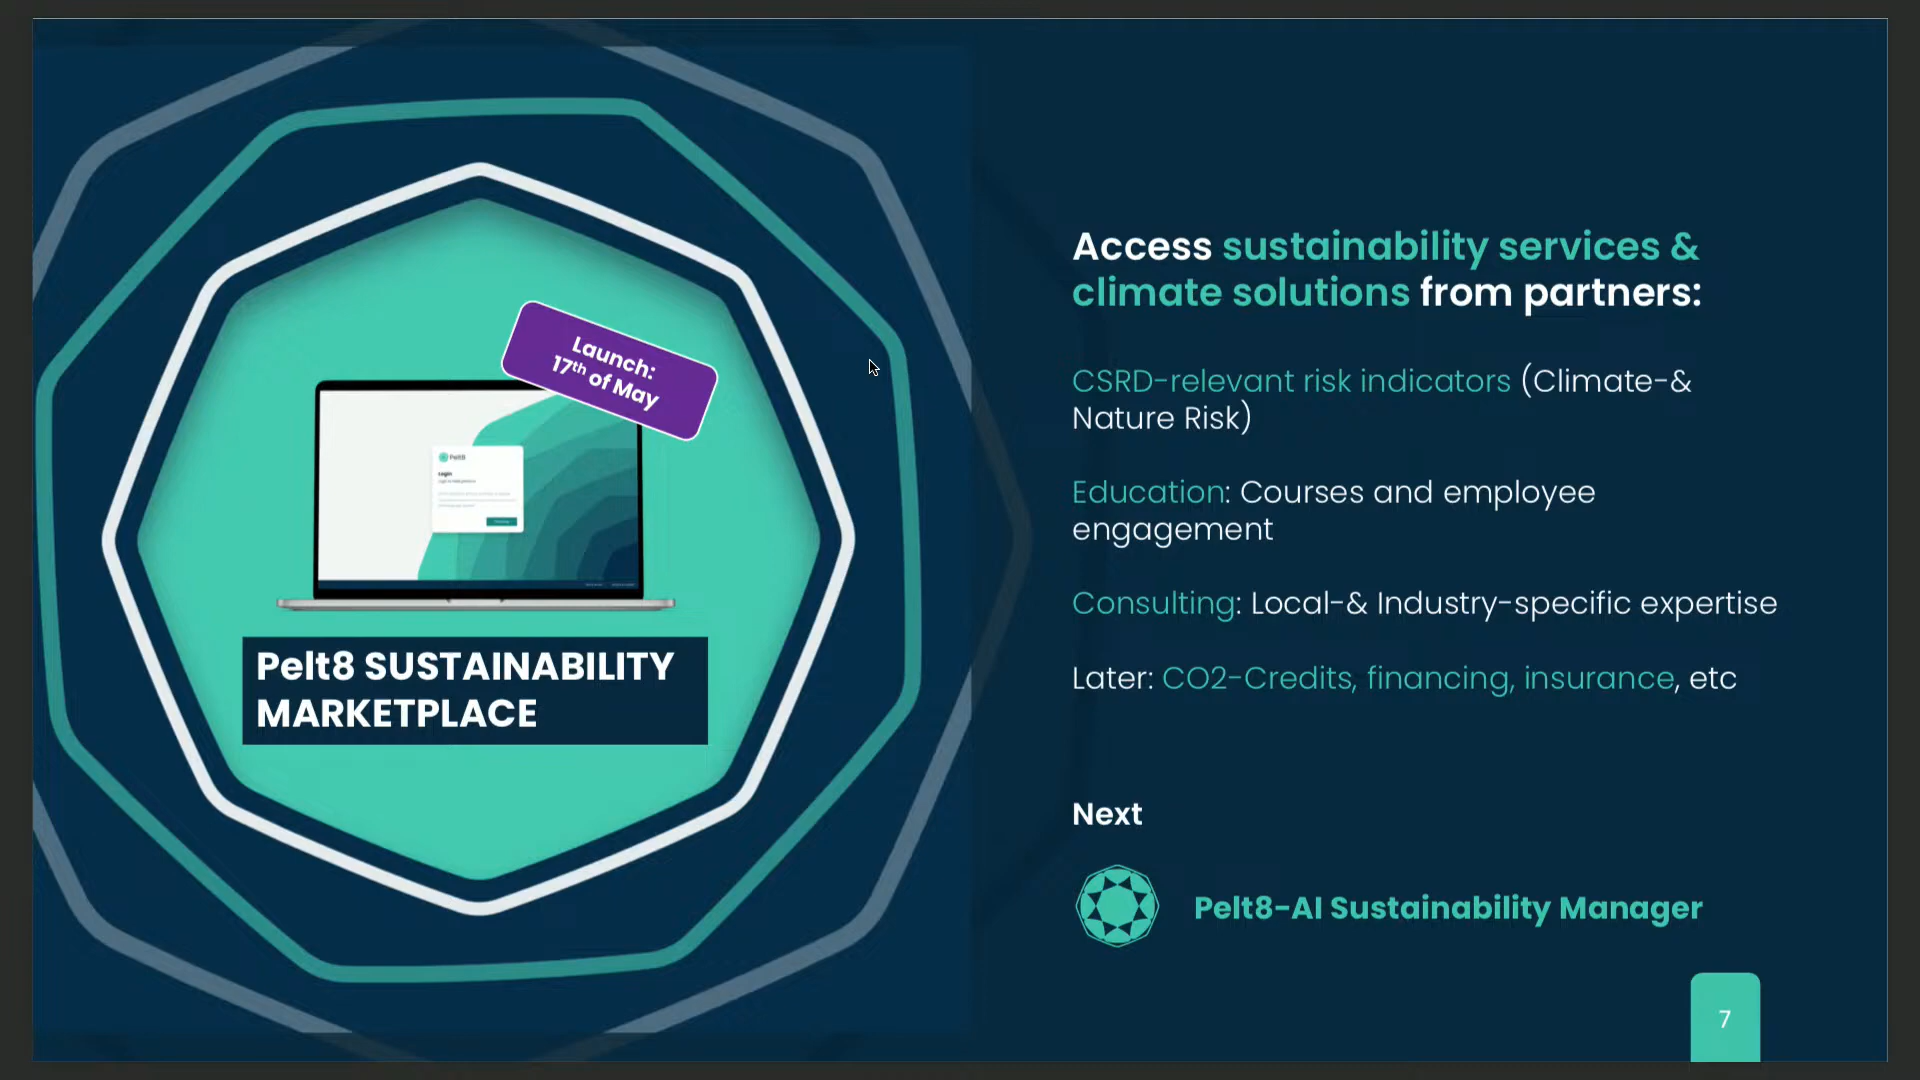 Launch:
17th of May
Pelt8
Login
Pelt8 SUSTAINABILITY
MARKETPLACE
Access sustainability services &
climate solutions from partners:
CSRD-relevant risk indicators (Climate-&
Nature Risk)
Education: Courses and employee
engagement
Consulting: Local-& Industry-specific expertise
Later: CO2-Credits, financing, insurance, etc
Next
Pelt8-AI Sustainability Manager
7